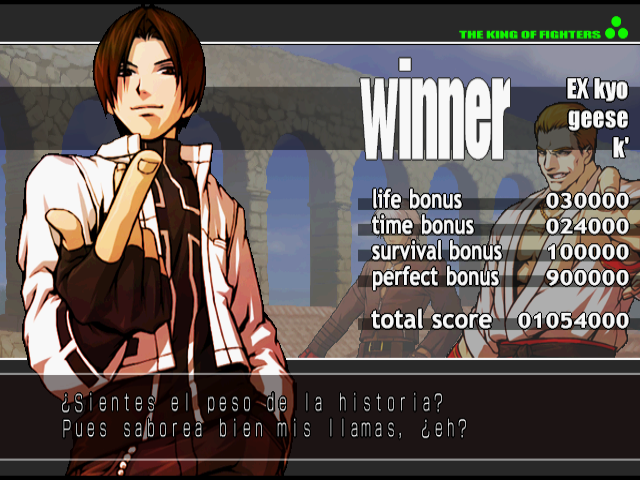 THE KING OF FIGHTERS
winner
EX kyo
geese
k'
life bonus 030000
time bonus 024000
survival bonus 100000
perfect bonus 900000
total score 01054000
¿Sientes el peso de la historia?
Pues saborea bien mis llamas, ¿eh?